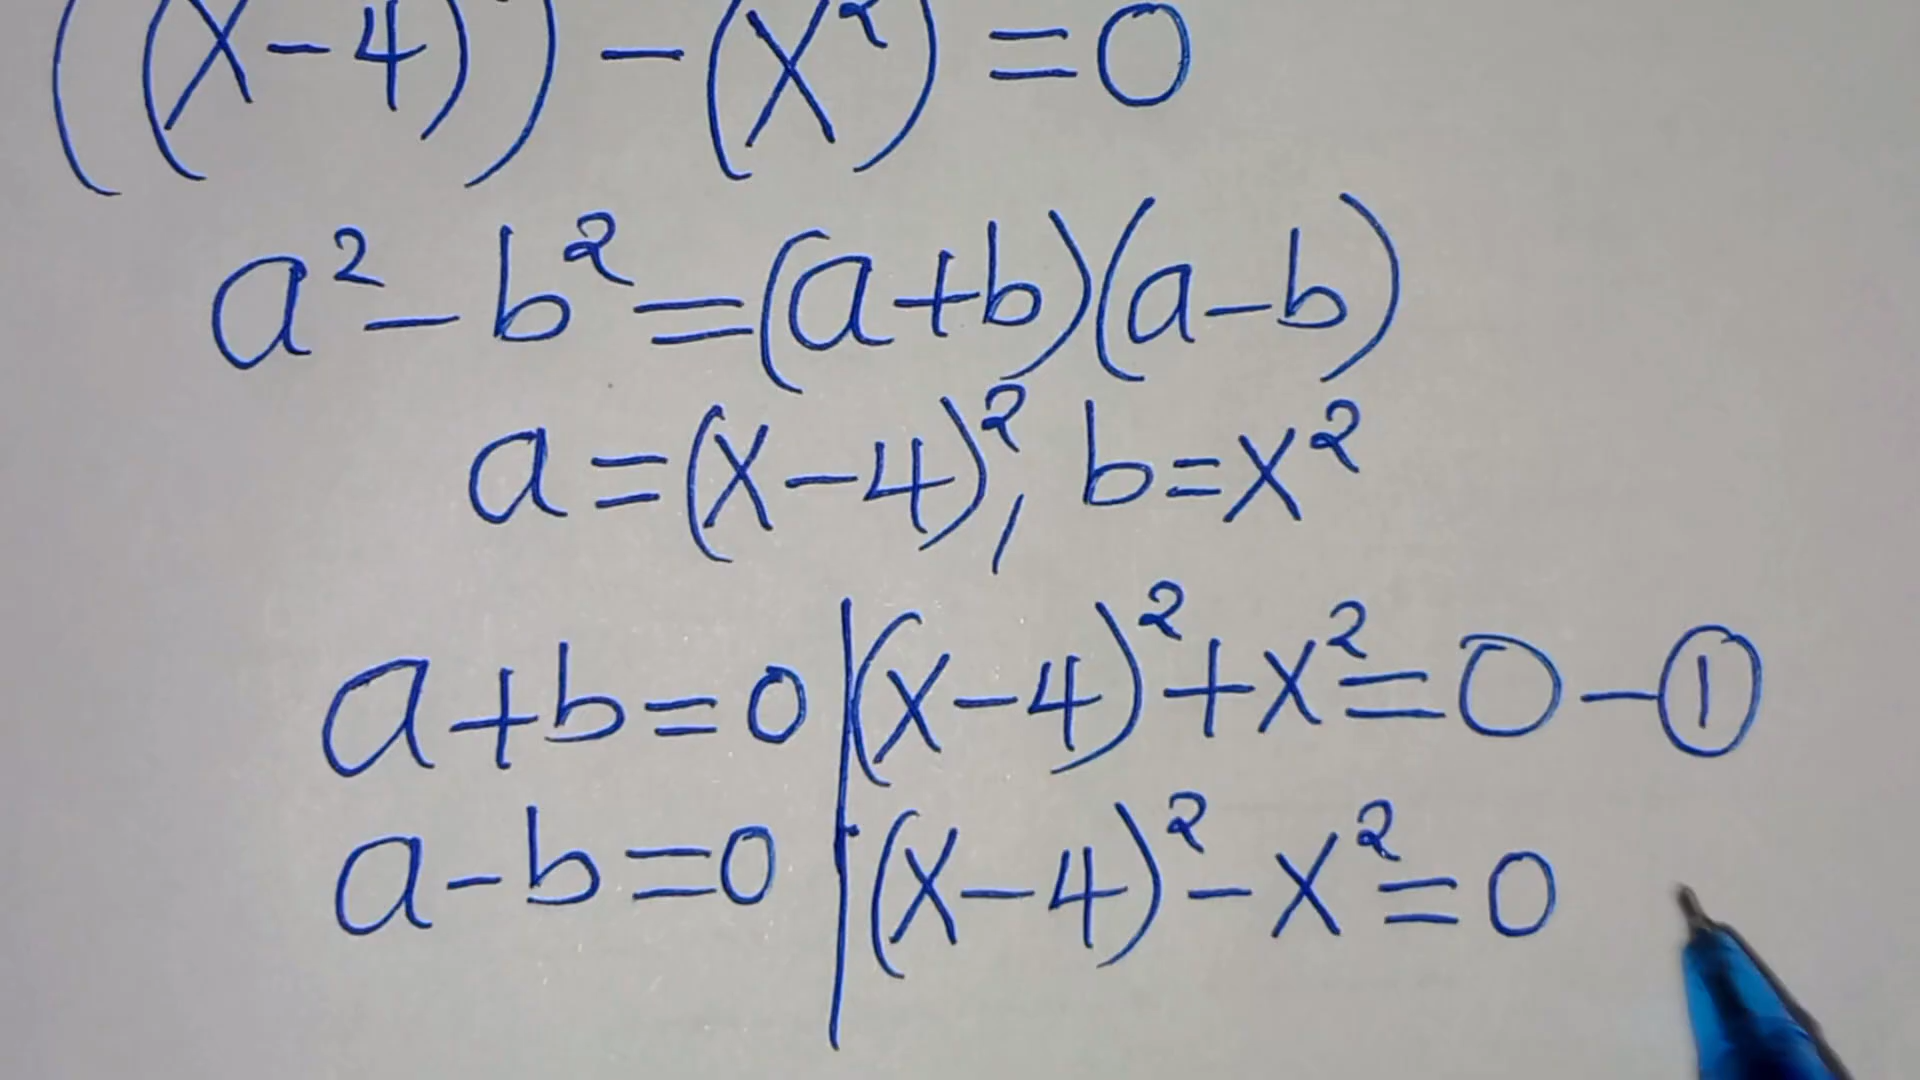 ((x-4)²) - (x²) = 0
a² - b² = (a+b)(a-b)
a = (x-4)², b = x²
a+b=0 | (x-4)² + x² = 0 - ①
a-b=0 | (x-4)² - x² = 0